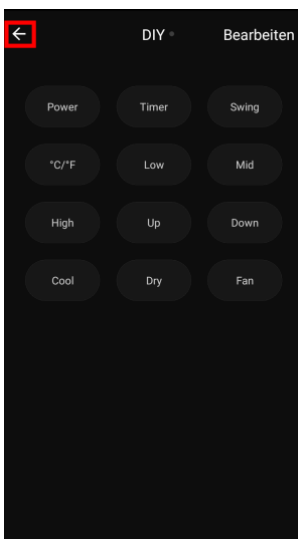 DIY Bearbeiten
Power Timer Swing
°C/°F Low Mid
High Up Down
Cool Dry Fan